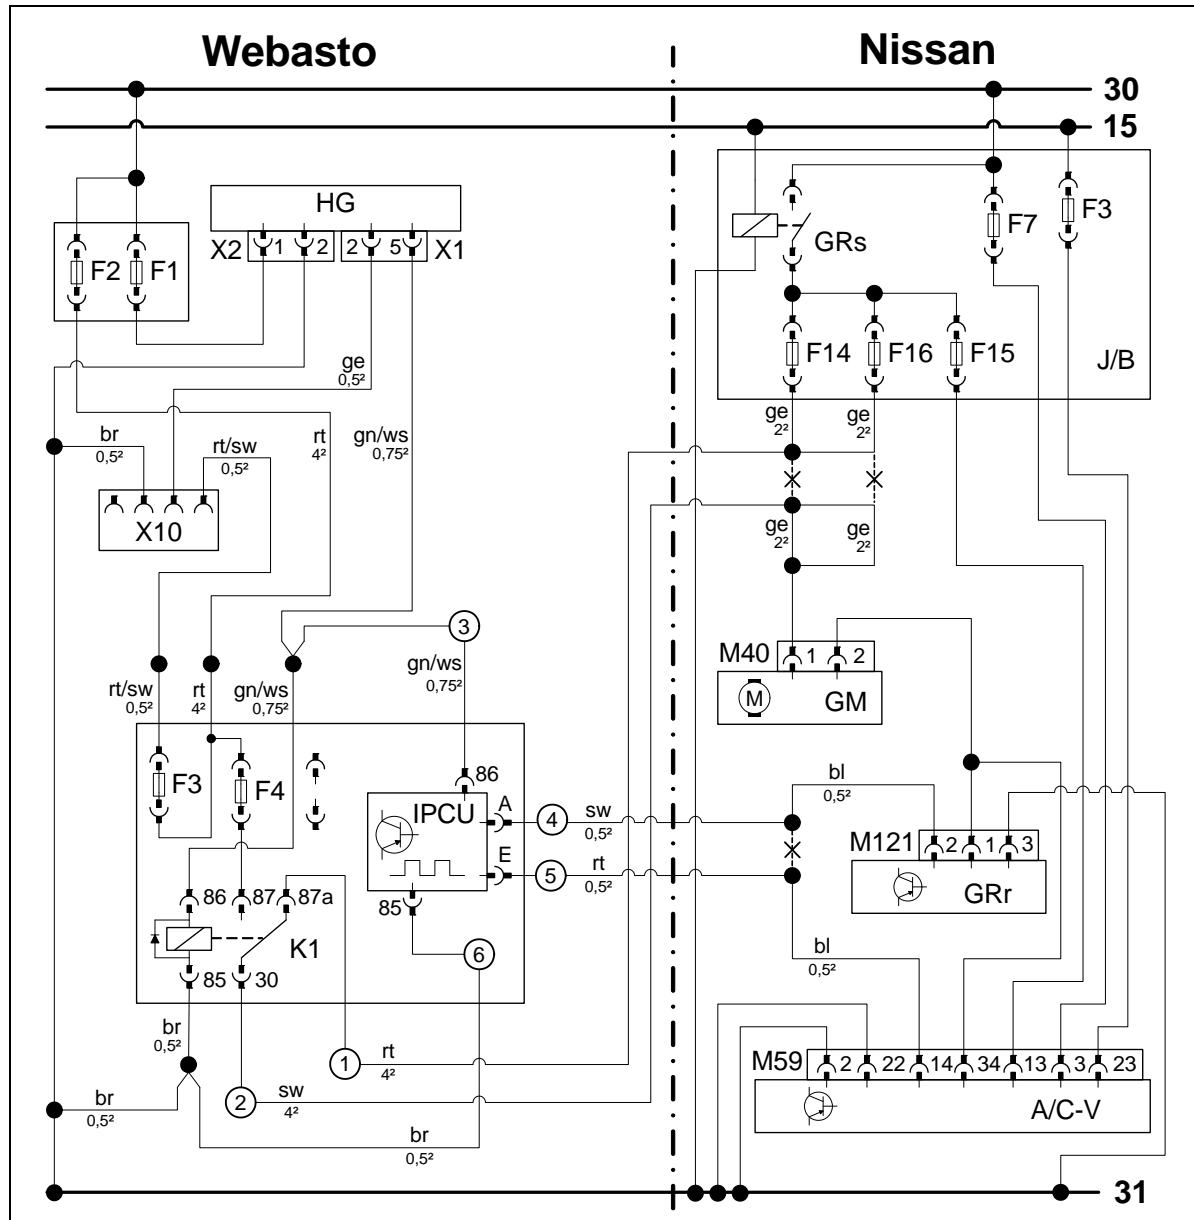 Webasto
Nissan
30
15
HG
X2 1 2 2 5 X1
F2 F1
GRs
F7 F3
F14 F16 F15
J/B
ge
0,5²
br
0,5²
rt/sw
0,5²
rt
4²
gn/ws
0,75²
ge
2²
ge
2²
X10
ge
2²
ge
2²
3
gn/ws
0,75²
rt/sw
0,5²
rt
4²
gn/ws
0,75²
M40 1 2
M GM
F3 F4
86
IPCU A
E
85
4 sw
0,5²
5 rt
0,5²
bl
0,5²
M121 2 1 3
GRr
86 87 87a
K1
85 30
6
bl
0,5²
br
0,5²
1 rt
4²
2 sw
4²
br
0,5²
br
0,5²
M59 2 22 14 34 13 3 23
A/C-V
31